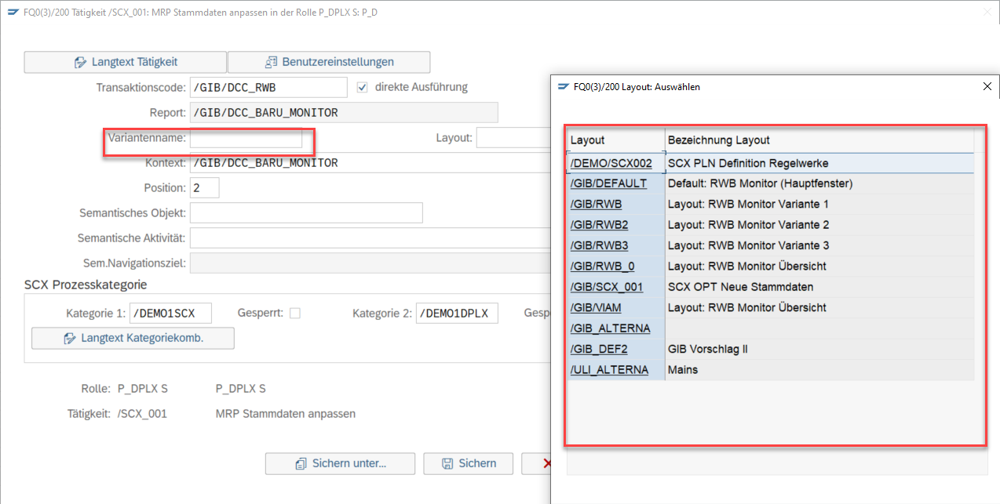 FQ0(3)/200 Tätigkeit /SCX_001: MRP Stammdaten anpassen in der Rolle P_DPLX S: P_D
Langtext Tätigkeit
Benutzereinstellungen
Transaktionscode: /GIB/DCC_RWB direkte Ausführung
Report: /GIB/DCC_BARU_MONITOR
Variantenname: Layout:
Kontext: /GIB/DCC_BARU_MONITOR
Position: 2
Semantisches Objekt:
Semantische Aktivität:
Sem.Navigationsziel:
SCX Prozesskategorie
Kategorie 1: /DEMO1SCX Gesperrt: Kategorie 2: /DEMO1DPLX Gesp
Langtext Kategoriekomb.
Rolle: P_DPLX S P_DPLX S
Tätigkeit: /SCX_001 MRP Stammdaten anpassen
Sichern unter...
Sichern
FQ0(3)/200 Layout: Auswählen
Layout Bezeichnung Layout
/DEMO/SCX002 SCX PLN Definition Regelwerke
/GIB/DEFAULT Default: RWB Monitor (Hauptfenster)
/GIB/RWB Layout: RWB Monitor Variante 1
/GIB/RWB2 Layout: RWB Monitor Variante 2
/GIB/RWB3 Layout: RWB Monitor Variante 3
/GIB/RWB_0 Layout: RWB Monitor Übersicht
/GIB/SCX_001 SCX OPT Neue Stammdaten
/GIB/VIAM Layout: RWB Monitor Übersicht
/GIB_ALTERNA
/GIB_DEF2 GIB Vorschlag II
/ULI_ALTERNA Mains